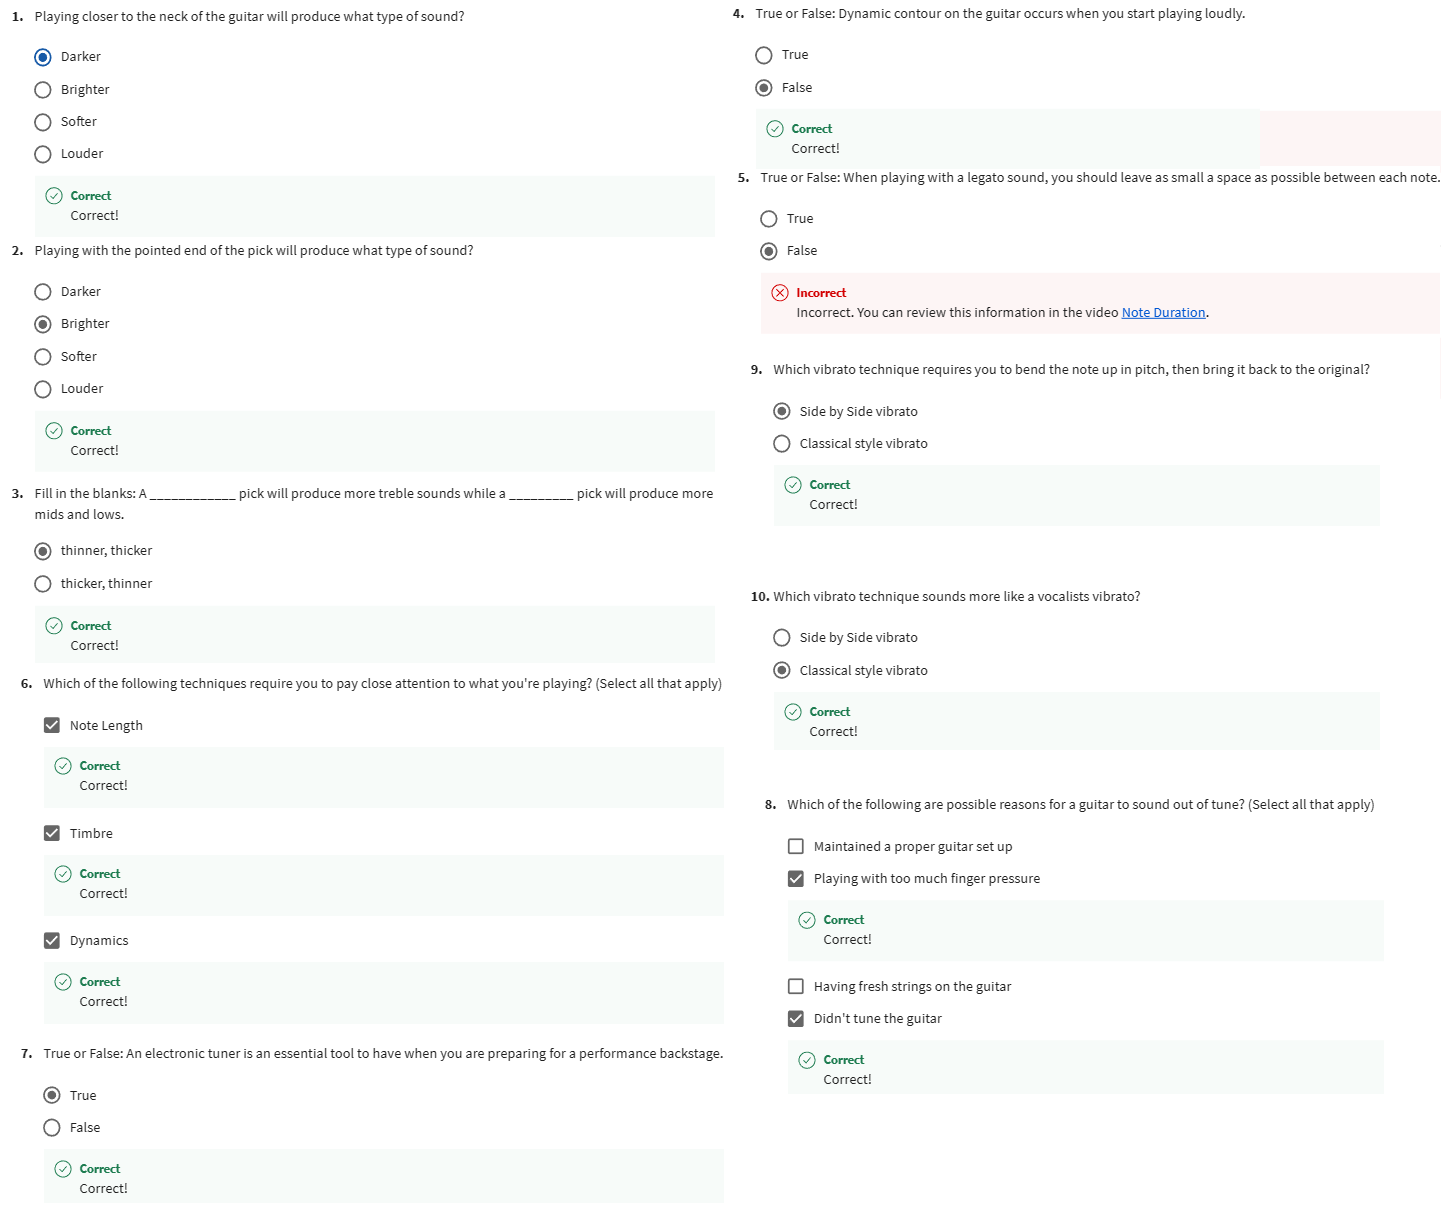 1. Playing closer to the neck of the guitar will produce what type of sound?
Darker
Brighter
Softer
Louder
Correct
Correct!
2. Playing with the pointed end of the pick will produce what type of sound?
Darker
Brighter
Softer
Louder
Correct
Correct!
3. Fill in the blanks: A ____________ pick will produce more treble sounds while a _________ pick will produce more
mids and lows.
thinner, thicker
thicker, thinner
Correct
Correct!
6. Which of the following techniques require you to pay close attention to what you're playing? (Select all that apply)
Note Length
Correct
Correct!
Timbre
Correct
Correct!
Dynamics
Correct
Correct!
7. True or False: An electronic tuner is an essential tool to have when you are preparing for a performance backstage.
True
False
Correct
Correct!
4. True or False: Dynamic contour on the guitar occurs when you start playing loudly.
True
False
Correct
Correct!
5. True or False: When playing with a legato sound, you should leave as small a space as possible between each note.
True
False
Incorrect
Incorrect. You can review this information in the video Note Duration.
9. Which vibrato technique requires you to bend the note up in pitch, then bring it back to the original?
Side by Side vibrato
Classical style vibrato
Correct
Correct!
10. Which vibrato technique sounds more like a vocalists vibrato?
Side by Side vibrato
Classical style vibrato
Correct
Correct!
8. Which of the following are possible reasons for a guitar to sound out of tune? (Select all that apply)
Maintained a proper guitar set up
Playing with too much finger pressure
Correct
Correct!
Having fresh strings on the guitar
Didn't tune the guitar
Correct
Correct!